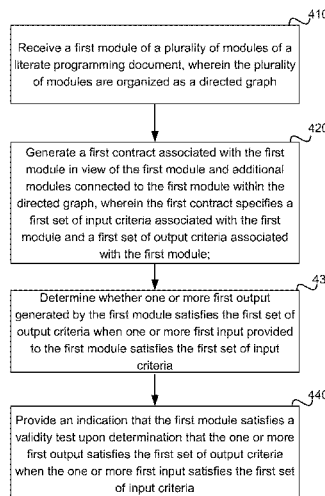 410
Receive a first module of a plurality of modules of a
literate programming document, wherein the plurality
of modules are organized as a directed graph
420
Generate a first contract associated with the first
module in view of the first module and additional
modules connected to the first module within the
directed graph, wherein the first contract specifies a
first set of input criteria associated with the first
module and a first set of output criteria associated
with the first module;
43
Determine whether one or more first output
generated by the first module satisfies the first set of
output criteria when one or more first input provided
to the first module satisfies the first set of input
criteria
440
Provide an indication that the first module satisfies a
validity test upon determination that the one or more
first output satisfies the first set of output criteria
when the one or more first input satisfies the first set
of input criteria